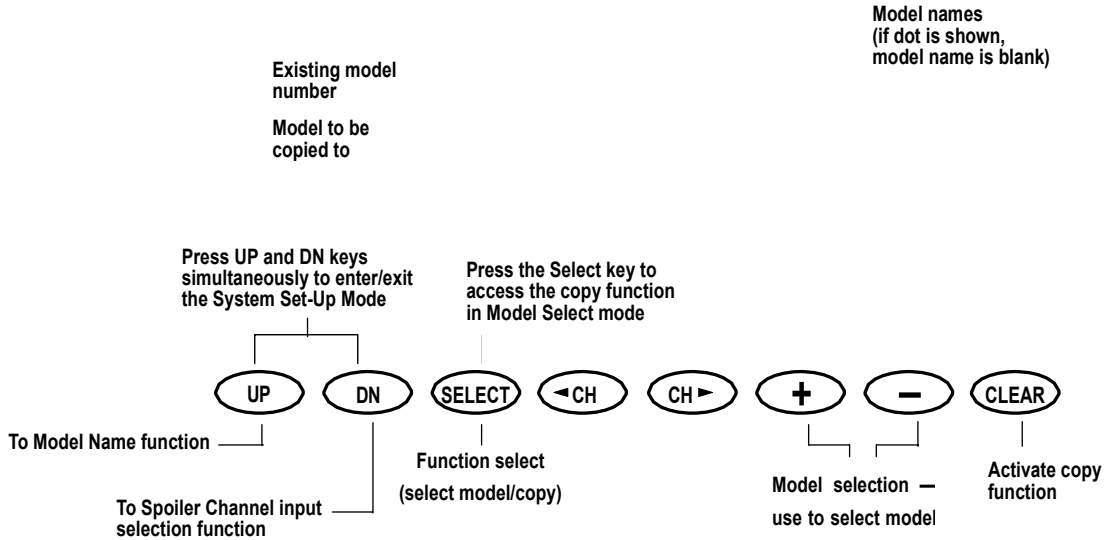 Model names
(if dot is shown,
model name is blank)
Existing model
number
Model to be
copied to
Press UP and DN keys
simultaneously to enter/exit
the System Set-Up Mode
Press the Select key to
access the copy function
in Model Select mode
UP
DN
SELECT
◄CH
CH►
+
–
CLEAR
To Model Name function
Function select
(select model/copy)
To Spoiler Channel input
selection function
Model selection –
use to select model
Activate copy
function